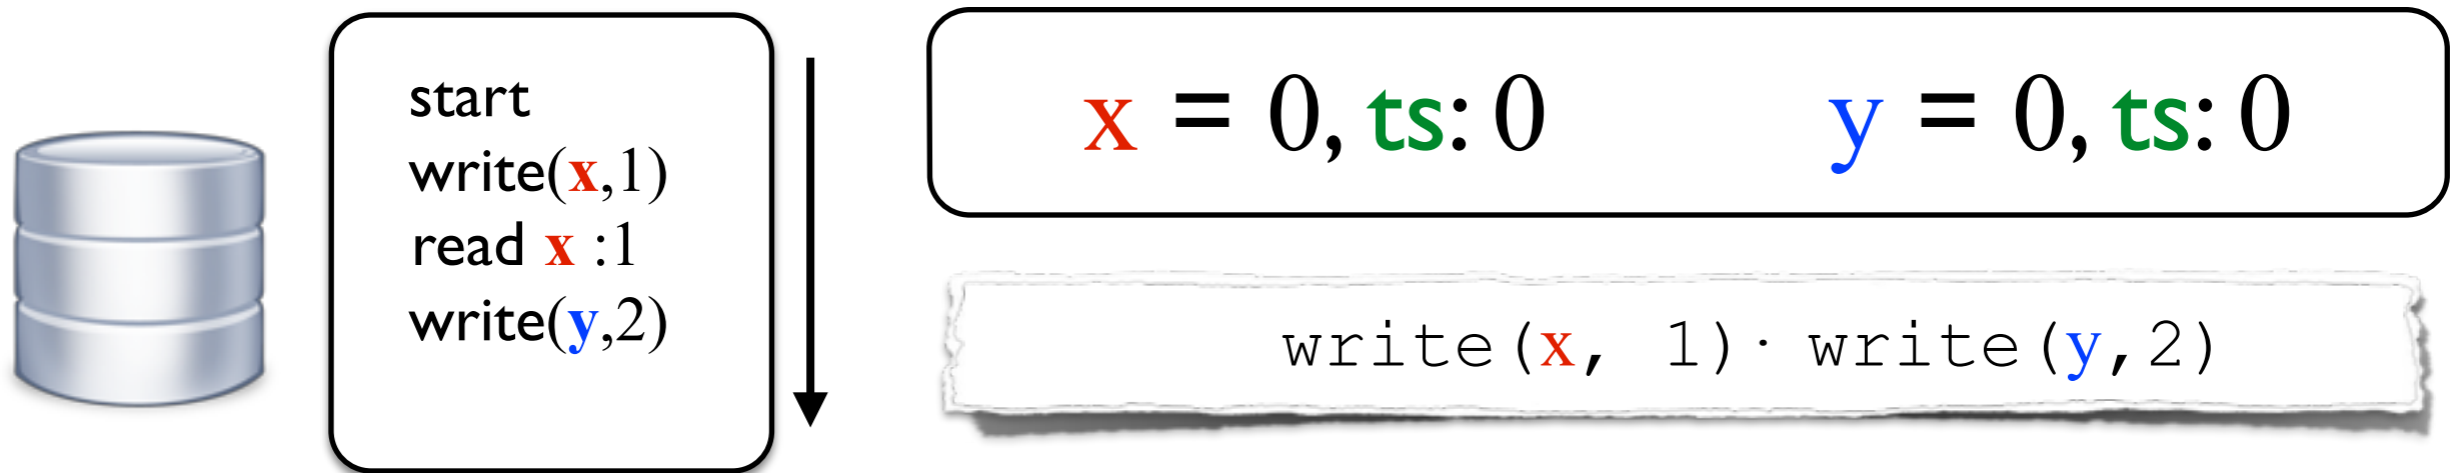 start
write(x,1)
read x :1
write(y,2)
x = 0, ts: 0
y = 0, ts: 0
write(x, 1)· write(y,2)